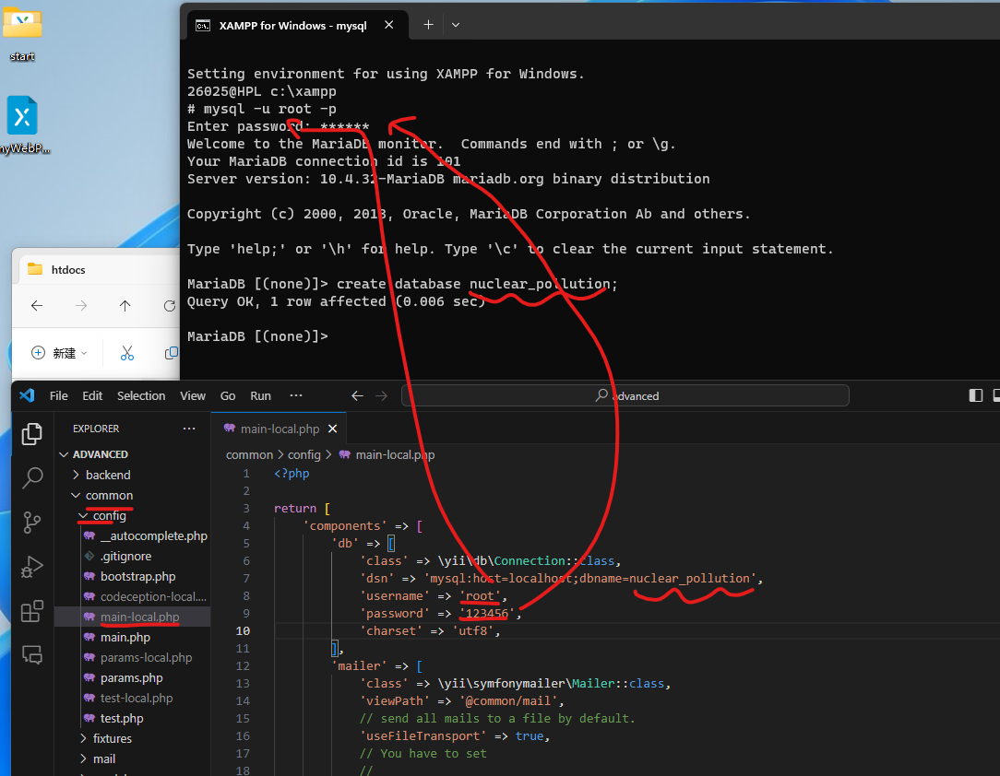 start
XAMPP for Windows - mysql
Setting environment for using XAMPP for Windows.
26025@HPL c:\xampp
# mysql -u root -p
Enter password: ******
Welcome to the MariaDB monitor.  Commands end with ; or \g.
Your MariaDB connection id is 101
Server version: 10.4.32-MariaDB mariadb.org binary distribution
Copyright (c) 2000, 2018, Oracle, MariaDB Corporation Ab and others.
Type 'help;' or '\h' for help. Type '\c' to clear the current input statement.
MariaDB [(none)]> create database nuclear_pollution;
Query OK, 1 row affected (0.006 sec)
MariaDB [(none)]>
htdocs
新建
File Edit Selection View Go Run ···
advanced
EXPLORER ···
ADVANCED
backend
common
config
__autocomplete.php
.gitignore
bootstrap.php
codeception-local....
main-local.php
main.php
params-local.php
params.php
test-local.php
test.php
fixtures
mail
main-local.php
common > config > main-local.php
1 <?php
2
3 return [
4 'components' => [
5 'db' => [
6 'class' => \yii\db\Connection::class,
7 'dsn' => 'mysql:host=localhost;dbname=nuclear_pollution',
8 'username' => 'root',
9 'password' => '123456',
10 'charset' => 'utf8',
11 ],
12 'mailer' => [
13 'class' => \yii\symfonymailer\Mailer::class,
14 'viewPath' => '@common/mail',
15 // send all mails to a file by default.
16 'useFileTransport' => true,
17 // You have to set
18 //